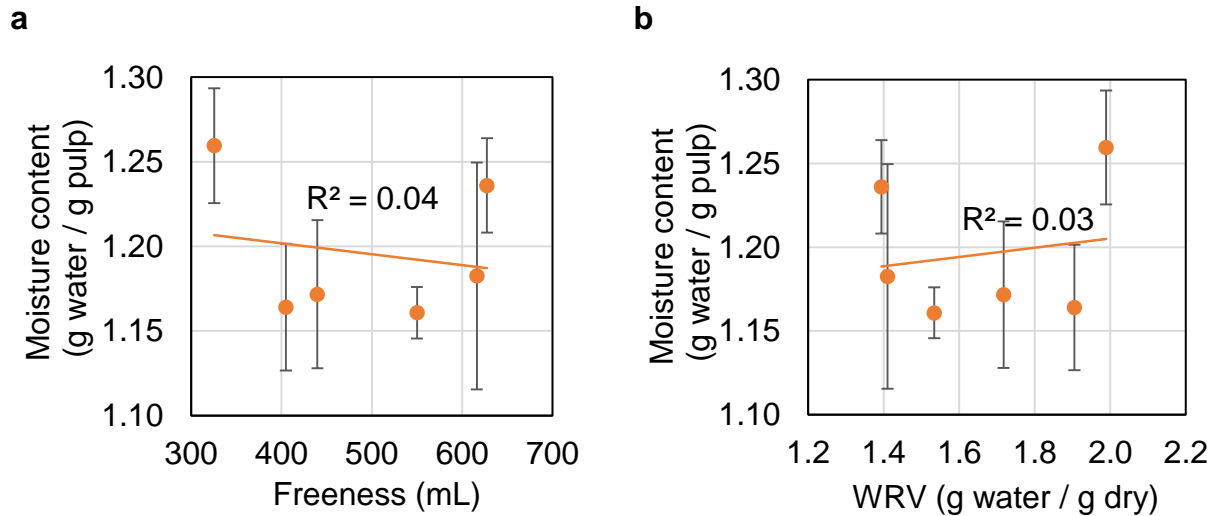 a
Moisture content
(g water / g pulp)
1.30
1.25
1.20
1.15
1.10
R² = 0.04
300 400 500 600 700
Freeness (mL)
b
Moisture content
(g water / g pulp)
1.30
1.25
1.20
1.15
1.10
R² = 0.03
1.2 1.4 1.6 1.8 2.0 2.2
WRV (g water / g dry)